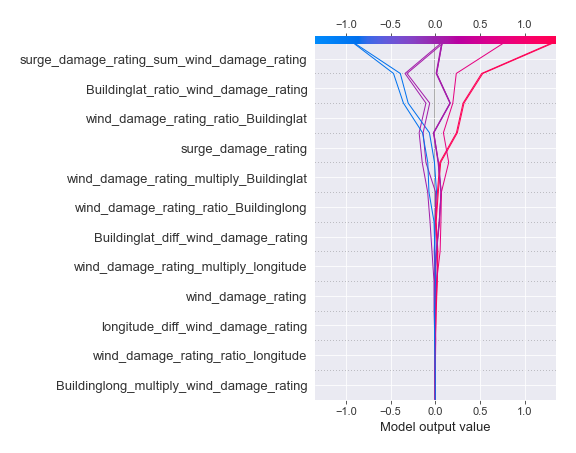 −1.0 −0.5 0.0 0.5 1.0
surge_damage_rating_sum_wind_damage_rating
Buildinglat_ratio_wind_damage_rating
wind_damage_rating_ratio_Buildinglat
surge_damage_rating
wind_damage_rating_multiply_Buildinglat
wind_damage_rating_ratio_Buildinglong
Buildinglat_diff_wind_damage_rating
wind_damage_rating_multiply_longitude
wind_damage_rating
longitude_diff_wind_damage_rating
wind_damage_rating_ratio_longitude
Buildinglong_multiply_wind_damage_rating
−1.0 −0.5 0.0 0.5 1.0
Model output value